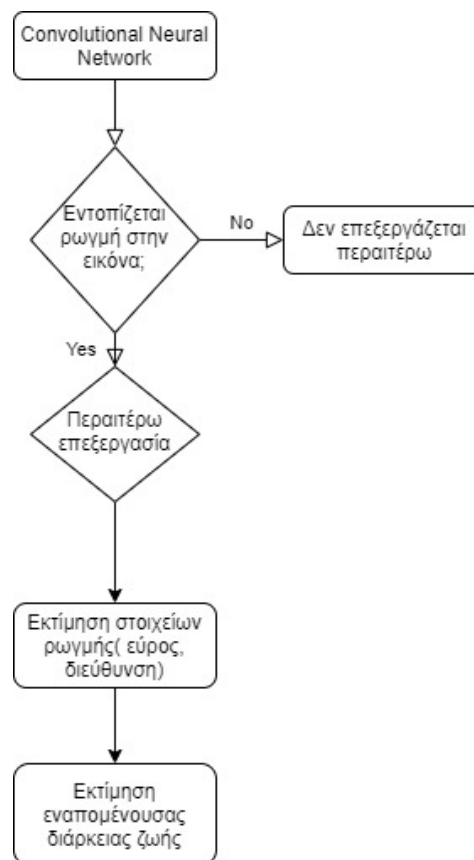 Convolutional Neural
Network
Εντοπίζεται
ρωγμή στην
εικόνα;
No
Δεν επεξεργάζεται
περαιτέρω
Yes
Περαιτέρω
επεξεργασία
Εκτίμηση στοιχείων
ρωγμής( εύρος,
διεύθυνση)
Εκτίμηση
εναπομένουσας
διάρκειας ζωής